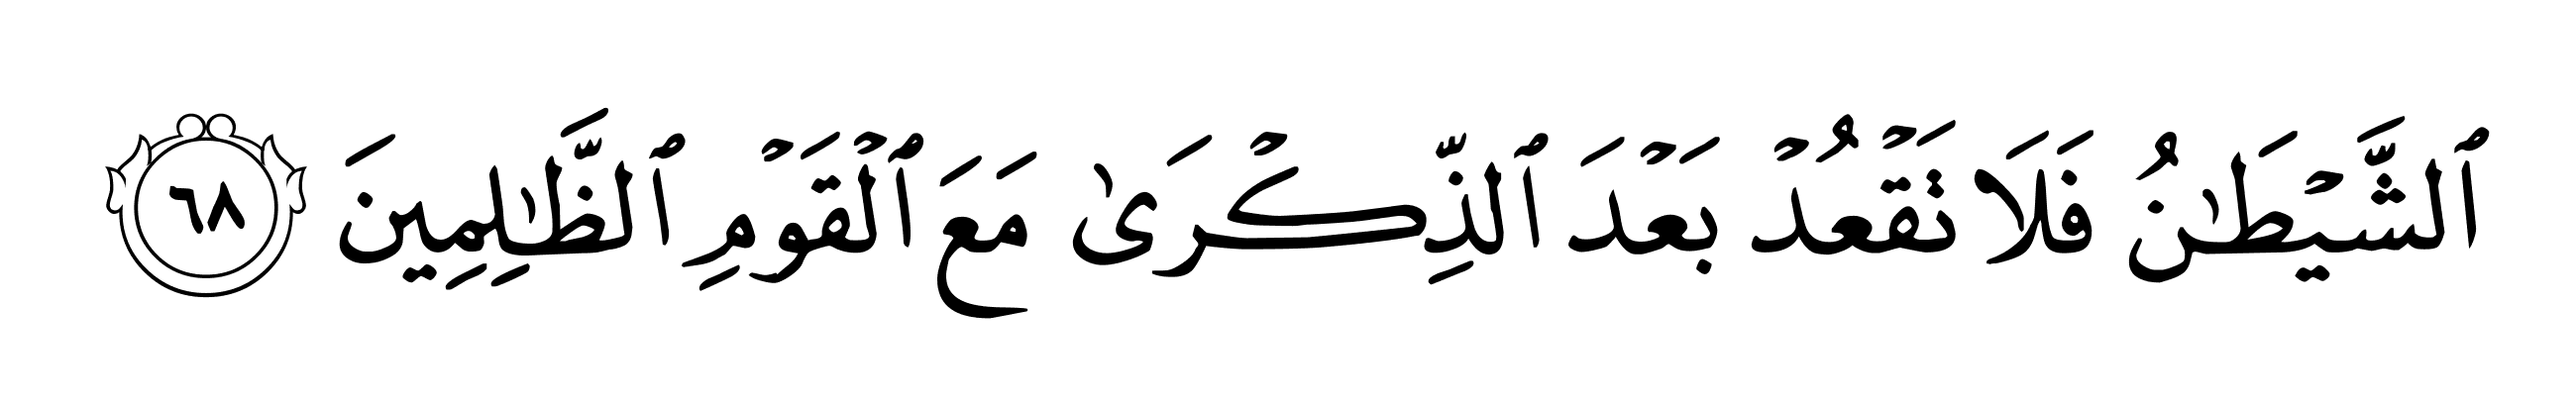 ٱلشَّيۡطَٰنُ فَلَا تَقۡعُدۡ بَعۡدَ ٱلذِّكۡرَىٰ مَعَ ٱلۡقَوۡمِ ٱلظَّٰلِمِينَ ٦٨